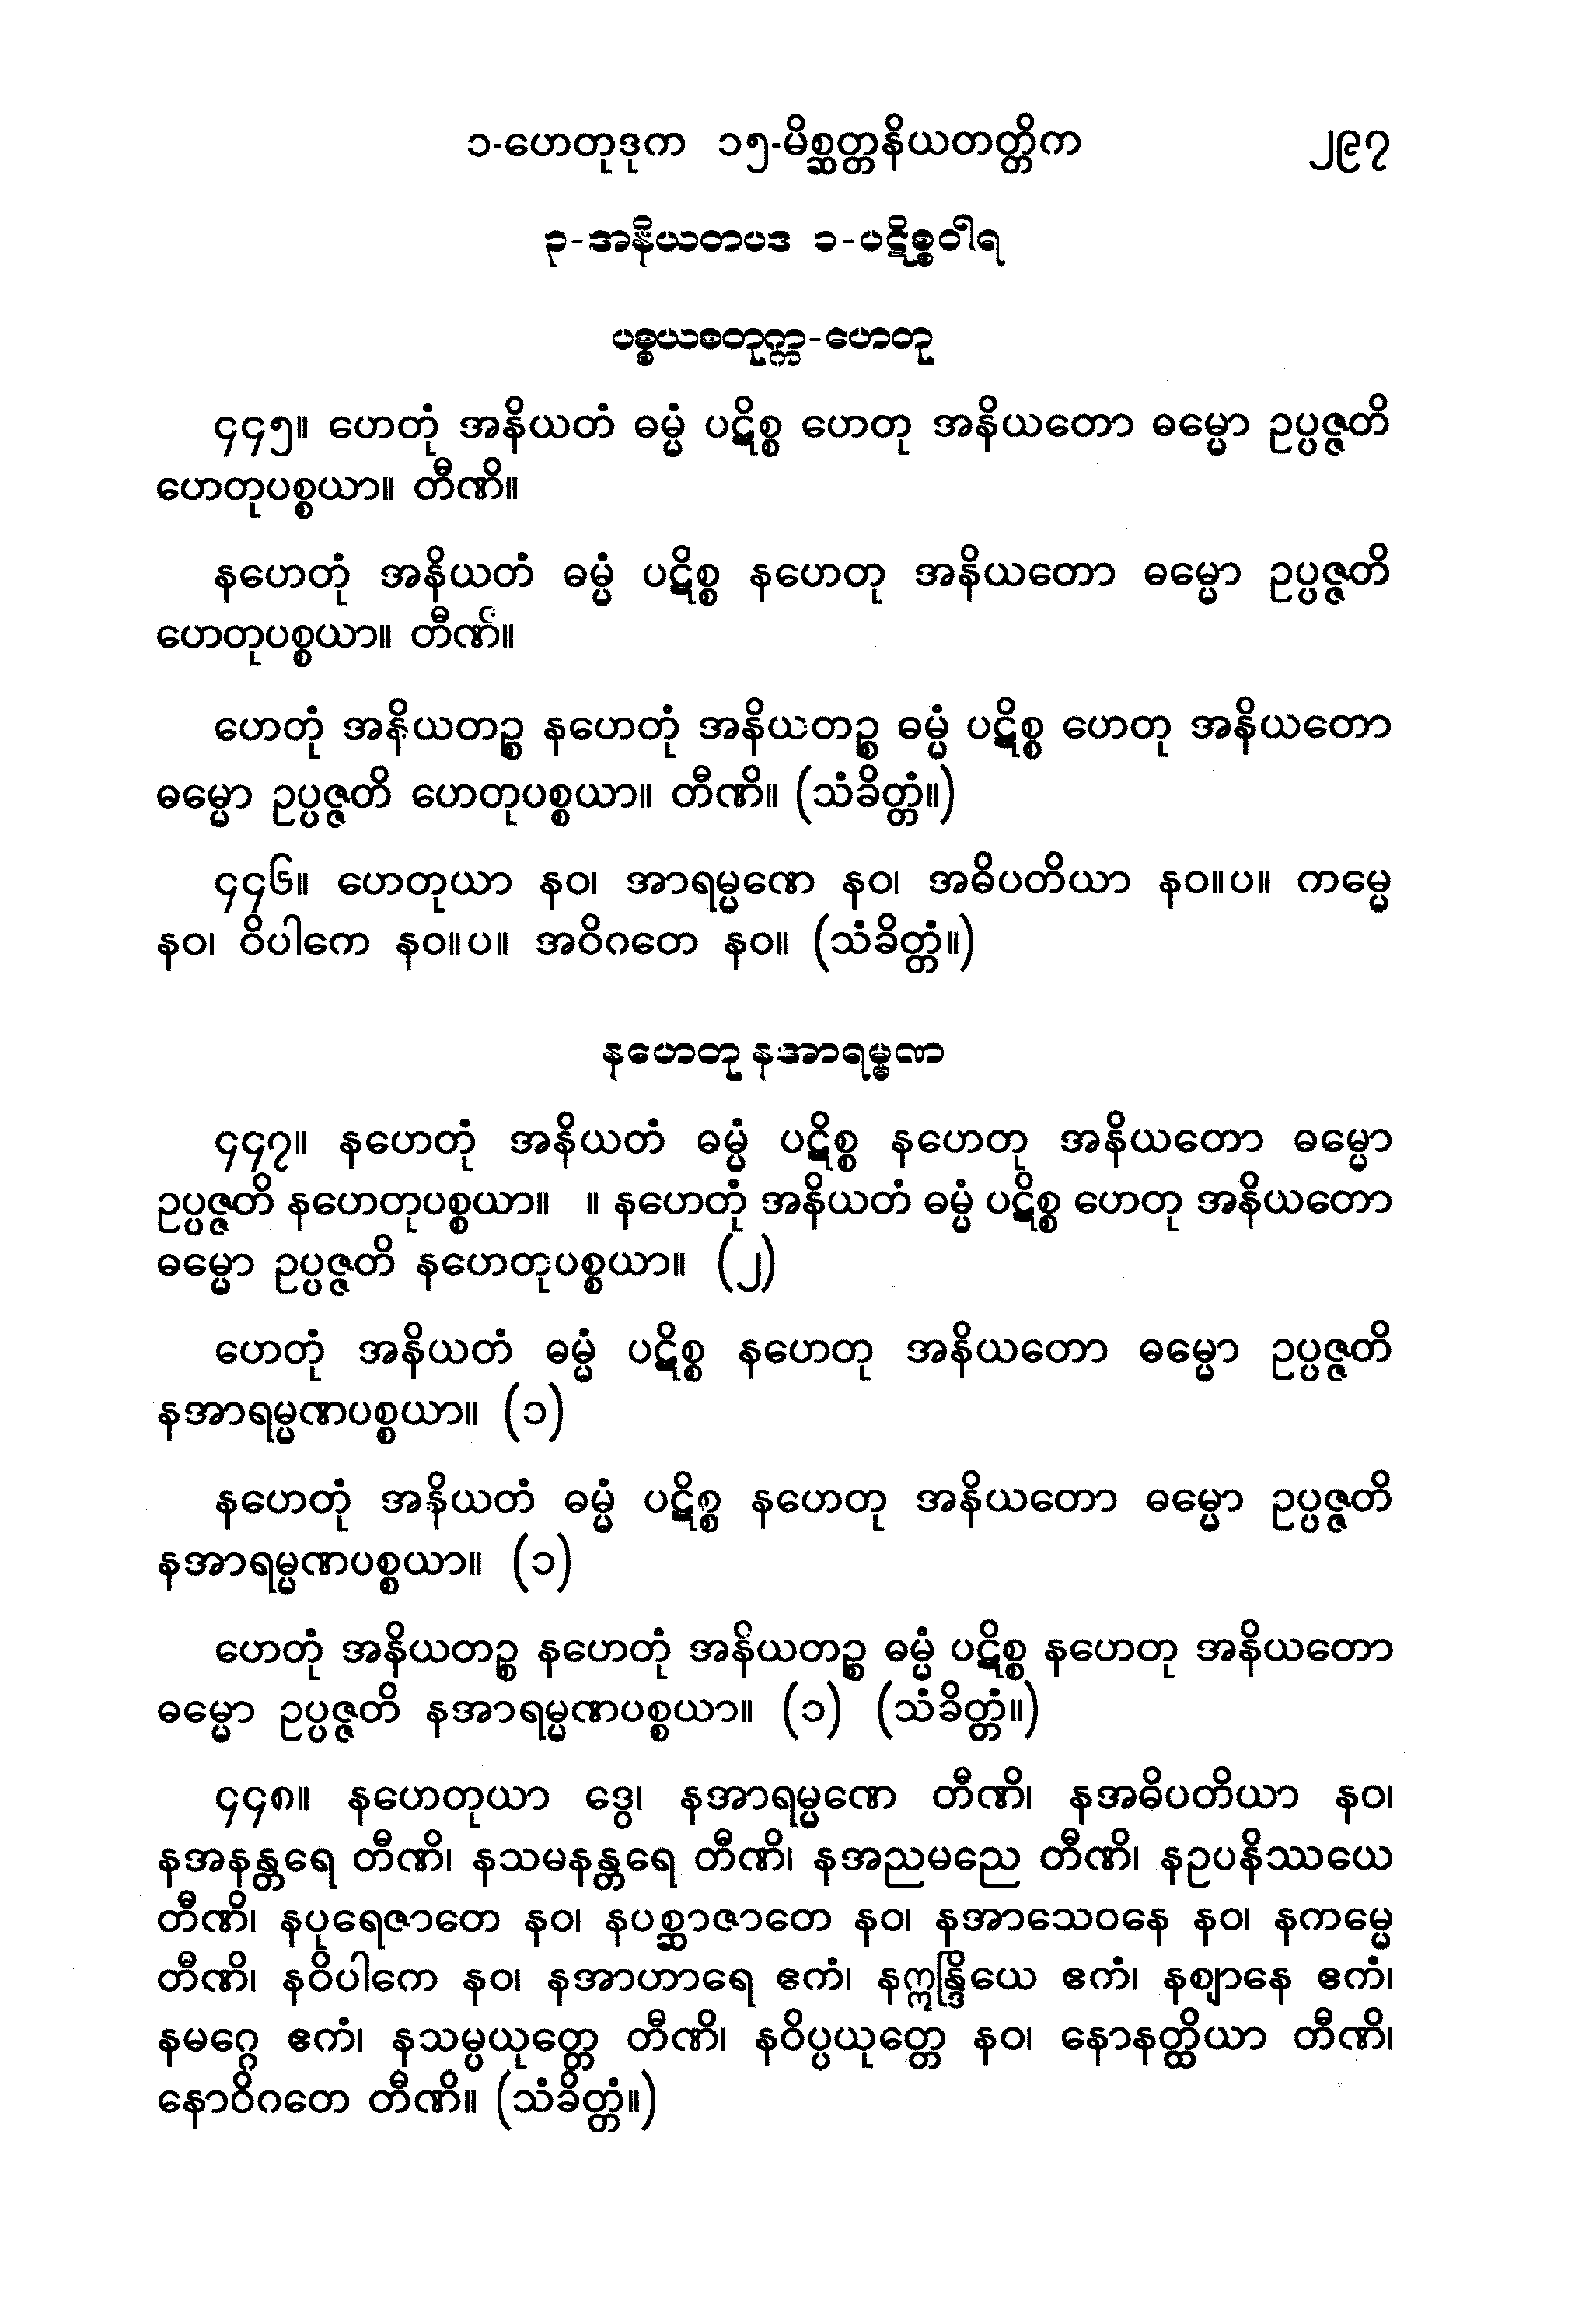 ၁-ဟေတုဒုက ၁၅-မိစ္ဆတ္တနိယတတ္တိက ၂၉၇
၃-အနိယတပဒ ၁-ပဋိစ္စဝါရ
ပစ္စယစတုက္က-ဟေတု
၄၄၅။ ဟေတုံ အနိယတံ ဓမ္မံ ပဋိစ္စ ဟေတု အနိယတော ဓမ္မော ဥပ္ပဇ္ဇတိ
ဟေတုပစ္စယာ။ တီဏိ။
နဟေတုံ အနိယတံ ဓမ္မံ ပဋိစ္စ နဟေတု အနိယတော ဓမ္မော ဥပ္ပဇ္ဇတိ
ဟေတုပစ္စယာ။ တီဏိ။
ဟေတုံ အနိယတဉ္စ နဟေတုံ အနိယတဉ္စ ဓမ္မံ ပဋိစ္စ ဟေတု အနိယတော
ဓမ္မော ဥပ္ပဇ္ဇတိ ဟေတုပစ္စယာ။ တီဏိ။ (သံခိတ္တံ။)
၄၄၆။ ဟေတုယာ နဝ၊ အာရမ္မဏေ နဝ၊ အဓိပတိယာ နဝ။ပ။ ကမ္မေ
နဝ၊ ဝိပါကေ နဝ။ပ။ အဝိဂတေ နဝ။ (သံခိတ္တံ။)
နဟေတု နအာရမ္မဏ
၄၄၇။ နဟေတုံ အနိယတံ ဓမ္မံ ပဋိစ္စ နဟေတု အနိယတော ဓမ္မော
ဥပ္ပဇ္ဇတိ နဟေတုပစ္စယာ။ ။ နဟေတုံ အနိယတံ ဓမ္မံ ပဋိစ္စ ဟေတု အနိယတော
ဓမ္မော ဥပ္ပဇ္ဇတိ နဟေတုပစ္စယာ။ (၂)
ဟေတုံ အနိယတံ ဓမ္မံ ပဋိစ္စ နဟေတု အနိယတော ဓမ္မော ဥပ္ပဇ္ဇတိ
နအာရမ္မဏပစ္စယာ။ (၁)
နဟေတုံ အနိယတံ ဓမ္မံ ပဋိစ္စ နဟေတု အနိယတော ဓမ္မော ဥပ္ပဇ္ဇတိ
နအာရမ္မဏပစ္စယာ။ (၁)
ဟေတုံ အနိယတဉ္စ နဟေတုံ အနိယတဉ္စ ဓမ္မံ ပဋိစ္စ နဟေတု အနိယတော
ဓမ္မော ဥပ္ပဇ္ဇတိ နအာရမ္မဏပစ္စယာ။ (၁) (သံခိတ္တံ။)
၄၄၈။ နဟေတုယာ ဒွေ၊ နအာရမ္မဏေ တီဏိ၊ နအဓိပတိယာ နဝ၊
နအနန္တရေ တီဏိ၊ နသမနန္တရေ တီဏိ၊ နအညမညေ တီဏိ၊ နဥပနိဿယေ
တီဏိ၊ နပုရေဇာတေ နဝ၊ နပစ္ဆာဇာတေ နဝ၊ နအာသေဝနေ နဝ၊ နကမ္မေ
တီဏိ၊ နဝိပါကေ နဝ၊ နအာဟာရေ ဧကံ၊ နဣန္ဒြိယေ ဧကံ၊ နဈာနေ ဧကံ၊
နမဂ္ဂေ ဧကံ၊ နသမ္ပယုတ္တေ တီဏိ၊ နဝိပ္ပယုတ္တေ နဝ၊ နောနတ္ထိယာ တီဏိ၊
နောဝိဂတေ တီဏိ။ (သံခိတ္တံ။)